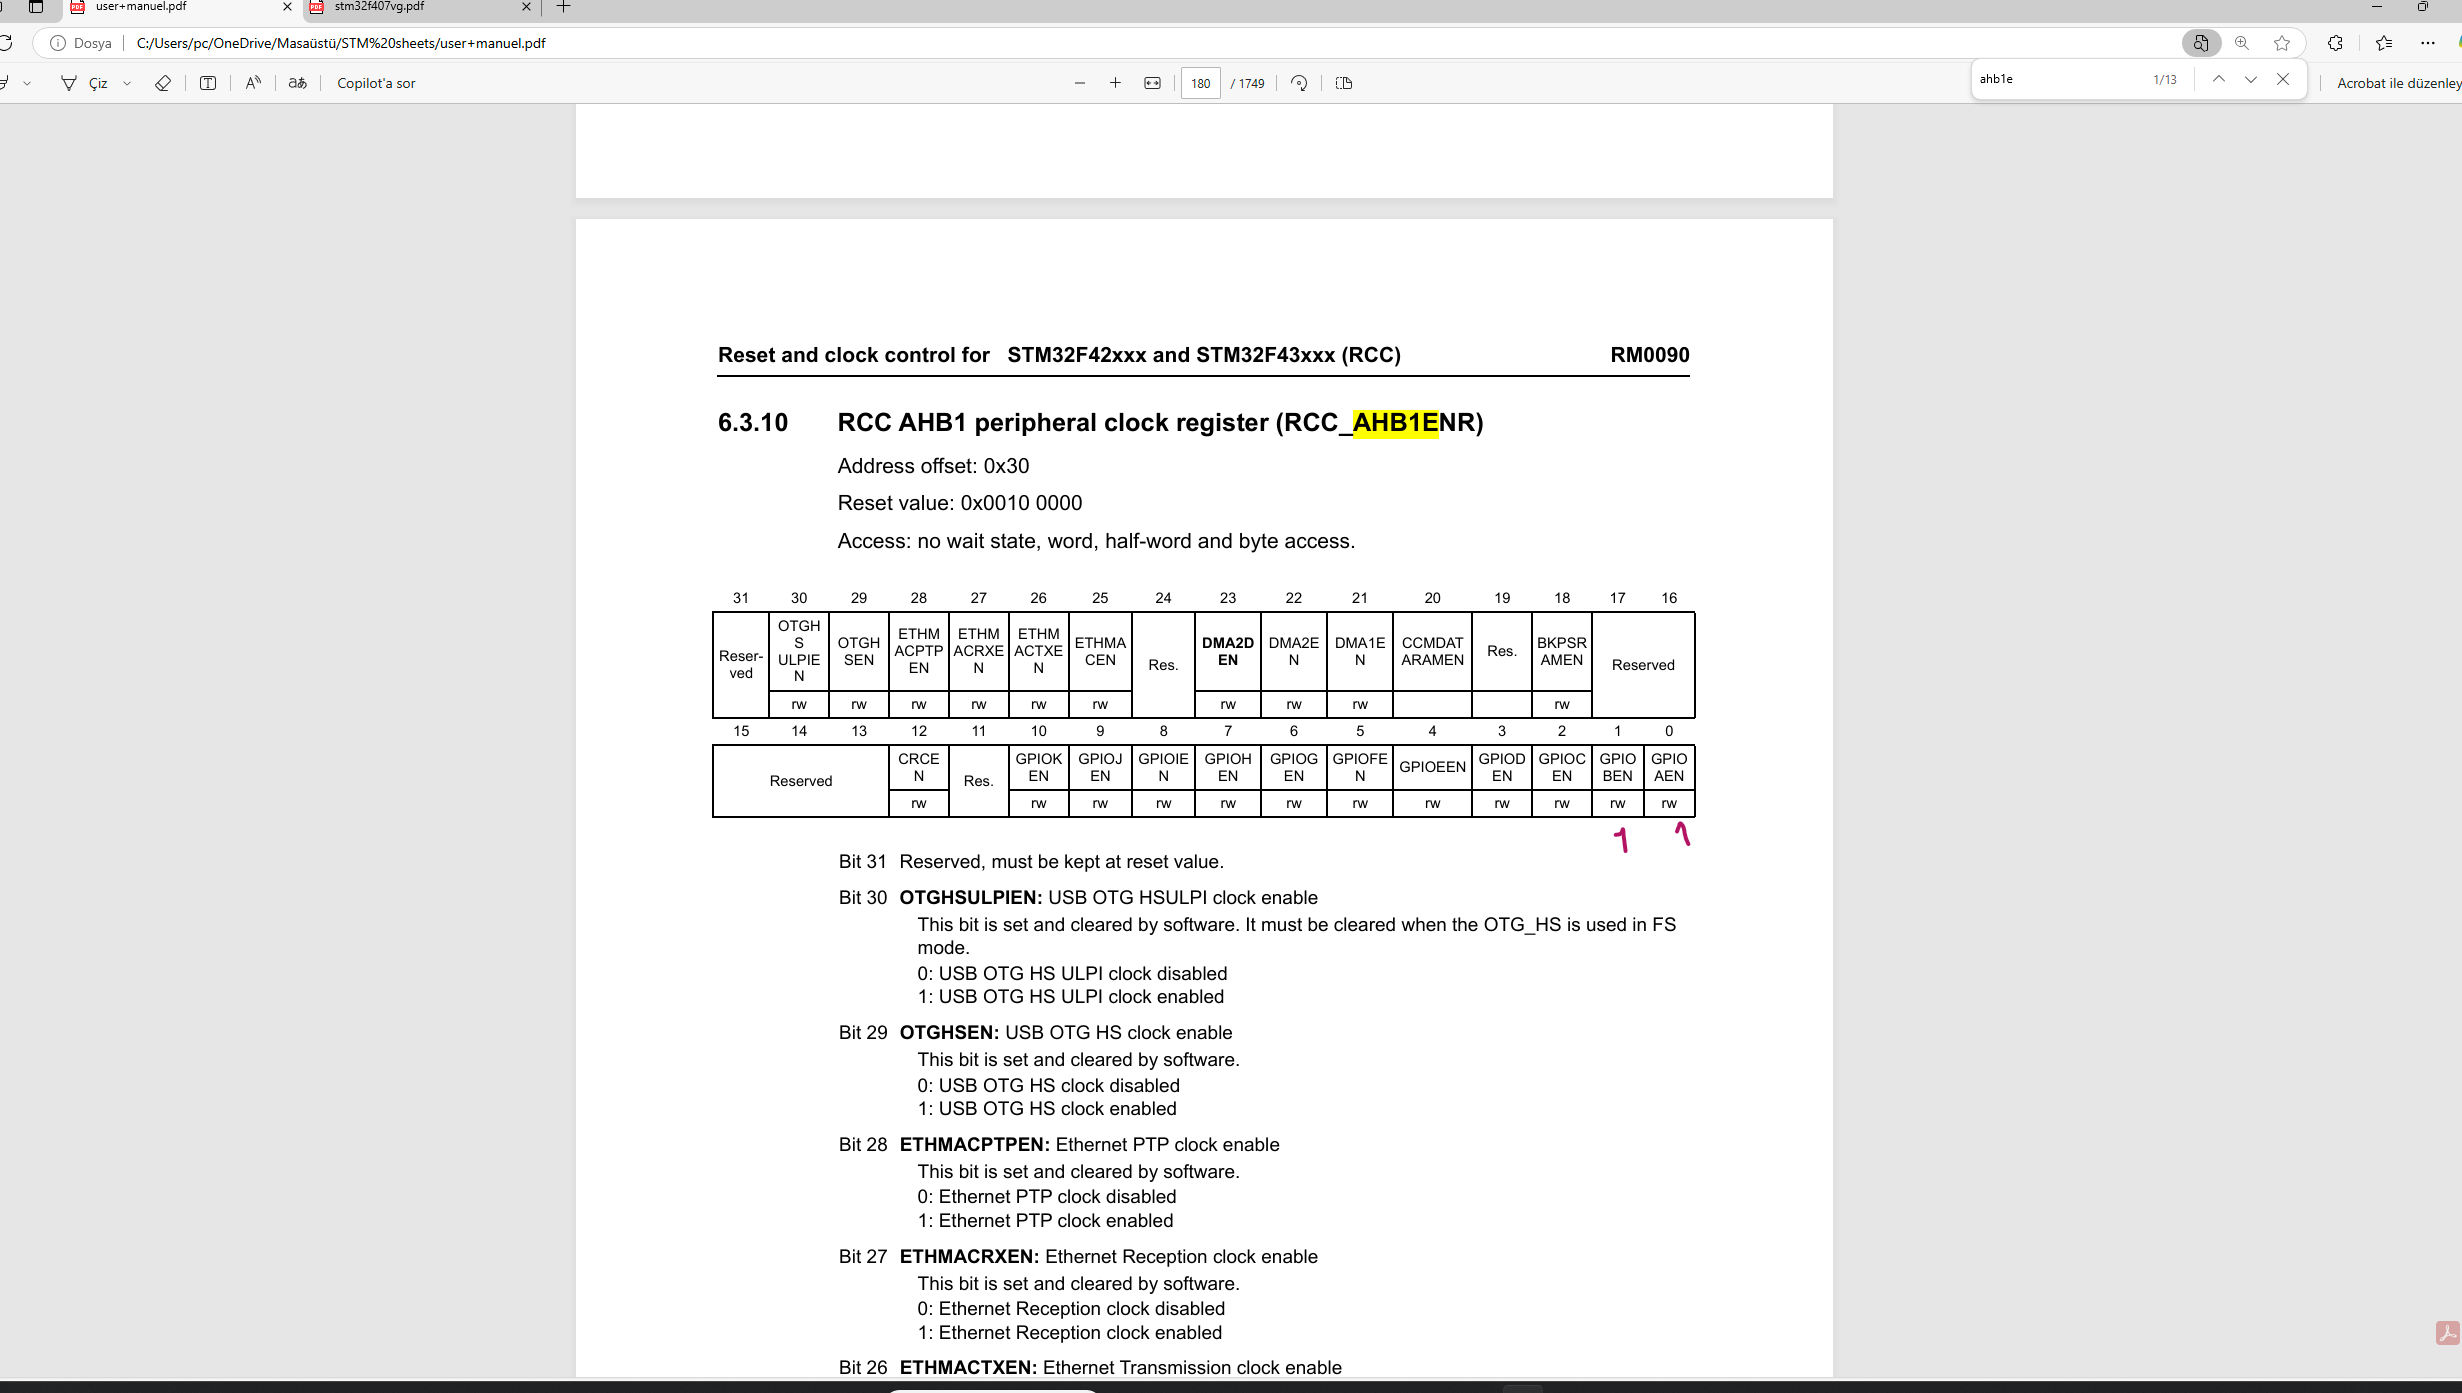 user+manuel.pdf
stm32f407vg.pdf
Dosya
C:/Users/pc/OneDrive/Masaüstü/STM%20sheets/user+manuel.pdf
Çiz
Copilot'a sor
180 / 1749
ahb1e 1/13
Acrobat ile düzenley
Reset and clock control for STM32F42xxx and STM32F43xxx (RCC) RM0090
6.3.10 RCC AHB1 peripheral clock register (RCC_AHB1ENR)
Address offset: 0x30
Reset value: 0x0010 0000
Access: no wait state, word, half-word and byte access.
31 30 29 28 27 26 25 24 23 22 21 20 19 18 17 16
Reser-ved OTGHS ULPIEN OTGHSEN ETHMACPTPEN ETHMACRXEN ETHMACTXEN ETHMACEN Res. DMA2DEN DMA2EN DMA1EN CCMDATARAMEN Res. BKPSRAMEN Reserved
rw rw rw rw rw rw rw rw rw rw
15 14 13 12 11 10 9 8 7 6 5 4 3 2 1 0
Reserved CRCEN Res. GPIOKEN GPIOJEN GPIOIEN GPIOHEN GPIOGEN GPIOFEN GPIOEEN GPIODEN GPIOCEN GPIOBEN GPIOAEN
rw rw rw rw rw rw rw rw rw rw rw rw
1 1
Bit 31 Reserved, must be kept at reset value.
Bit 30 OTGHSULPIEN: USB OTG HSULPI clock enable
This bit is set and cleared by software. It must be cleared when the OTG_HS is used in FS
mode.
0: USB OTG HS ULPI clock disabled
1: USB OTG HS ULPI clock enabled
Bit 29 OTGHSEN: USB OTG HS clock enable
This bit is set and cleared by software.
0: USB OTG HS clock disabled
1: USB OTG HS clock enabled
Bit 28 ETHMACPTPEN: Ethernet PTP clock enable
This bit is set and cleared by software.
0: Ethernet PTP clock disabled
1: Ethernet PTP clock enabled
Bit 27 ETHMACRXEN: Ethernet Reception clock enable
This bit is set and cleared by software.
0: Ethernet Reception clock disabled
1: Ethernet Reception clock enabled
Bit 26 ETHMACTXEN: Ethernet Transmission clock enable